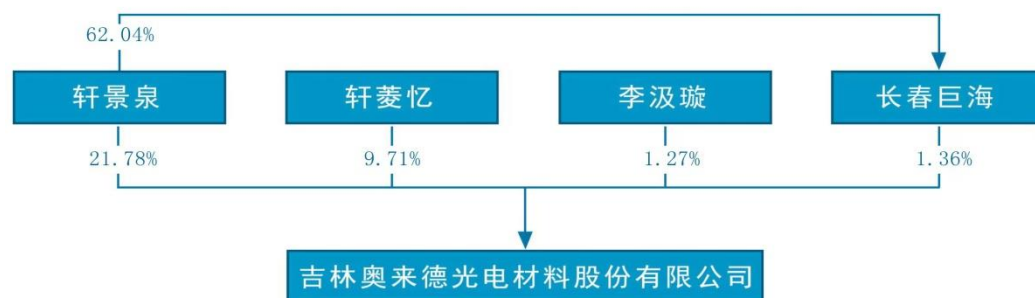 62.04%
轩景泉 轩菱忆 李汲璇 长春巨海
21.78% 9.71% 1.27% 1.36%
吉林奥来德光电材料股份有限公司